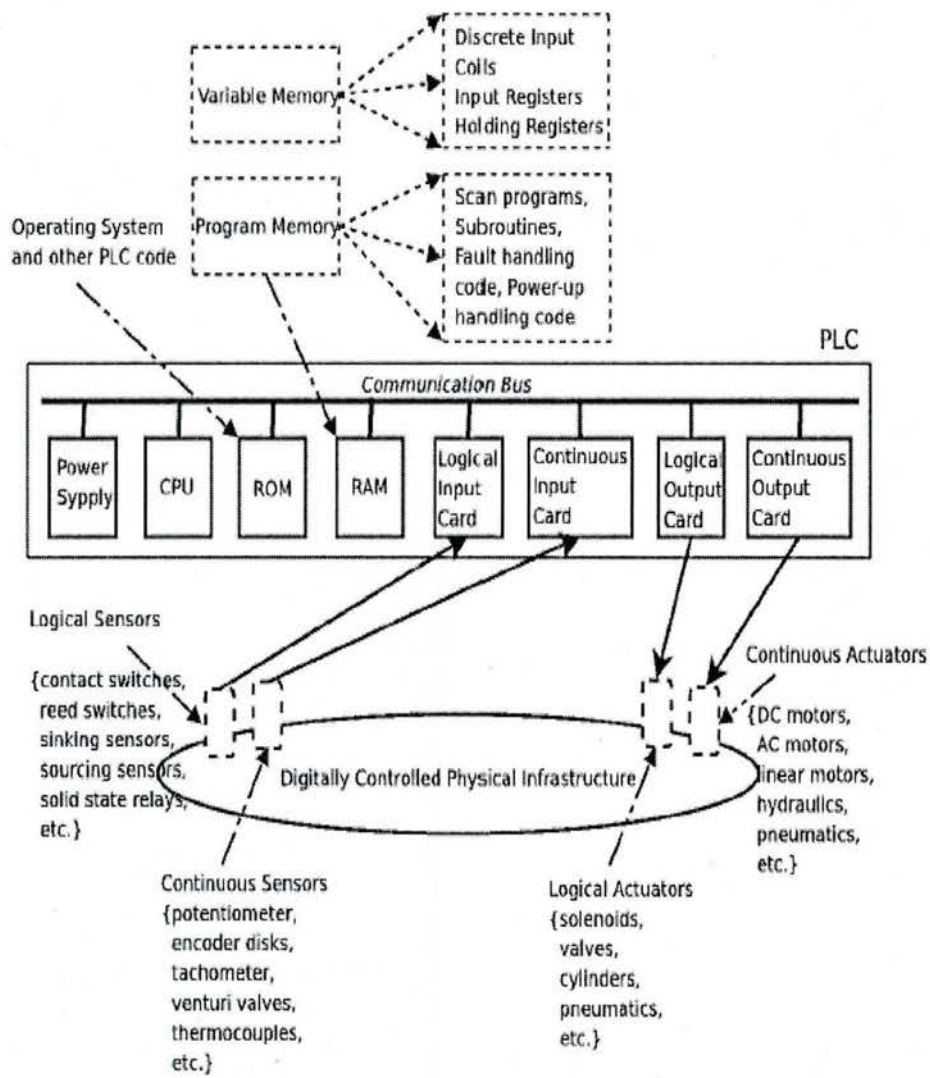 Discrete Input
Coils
Variable Memory
Input Registers
Holding Registers
Scan programs,
Subroutines,
Operating System
and other PLC code
Program Memory
Fault handling
code, Power-up
handling code
PLC
Communication Bus
Power
Sypply
CPU
ROM
RAM
Logical
Input
Card
Continuous
Input
Card
Logical
Output
Card
Continuous
Output
Card
Logical Sensors
{contact switches,
reed switches,
sinking sensors,
sourcing sensors,
solid state relays,
etc.}
Continuous Actuators
{DC motors,
AC motors,
linear motors,
hydraulics,
pneumatics,
etc.}
Digitally Controlled Physical Infrastructure
Continuous Sensors
{potentiometer,
encoder disks,
tachometer,
venturi valves,
thermocouples,
etc.}
Logical Actuators
{solenoids,
valves,
cylinders,
pneumatics,
etc.}